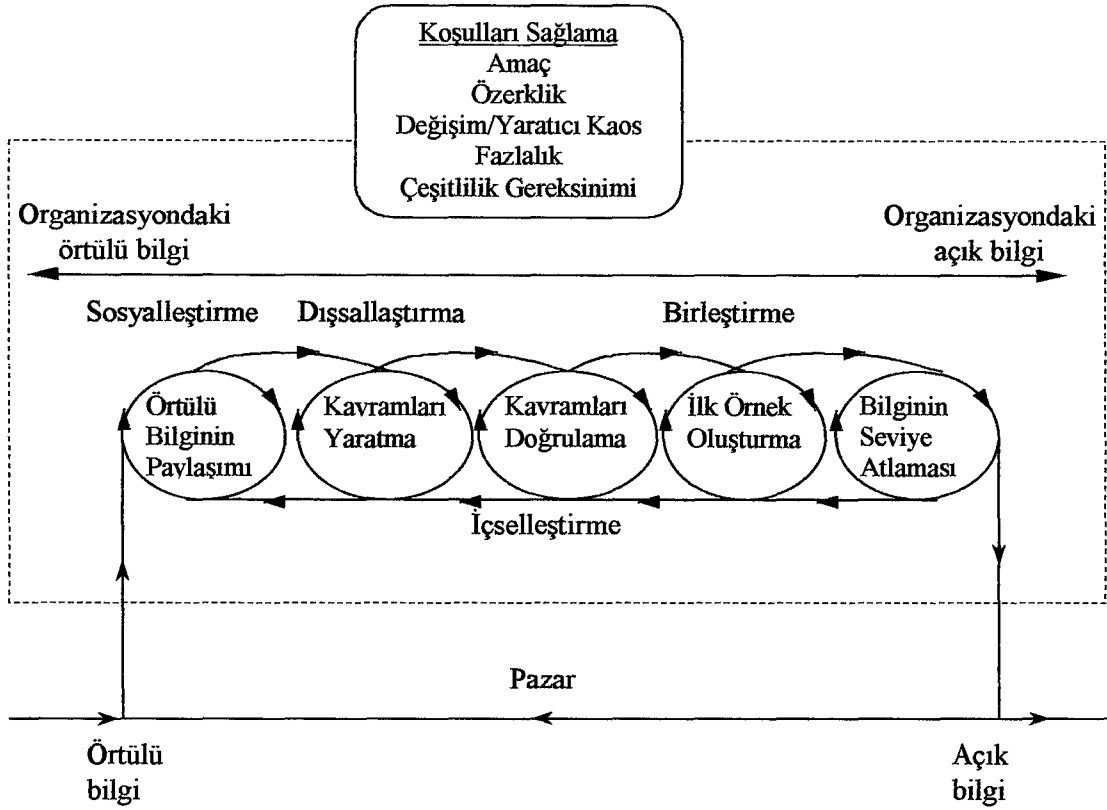 Koşulları Sağlama
Amaç
Özerklik
Değişim/Yaratıcı Kaos
Fazlalık
Çeşitlilik Gereksinimi
Organizasyondaki
örtülü bilgi
Organizasyondaki
açık bilgi
Sosyalleştirme
Dışsallaştırma
Birleştirme
Örtülü
Bilginin
Paylaşımı
Kavramları
Yaratma
Kavramları
Doğrulama
İlk Örnek
Oluşturma
Bilginin
Seviye
Atlaması
İçselleştirme
Pazar
Örtülü
bilgi
Açık
bilgi